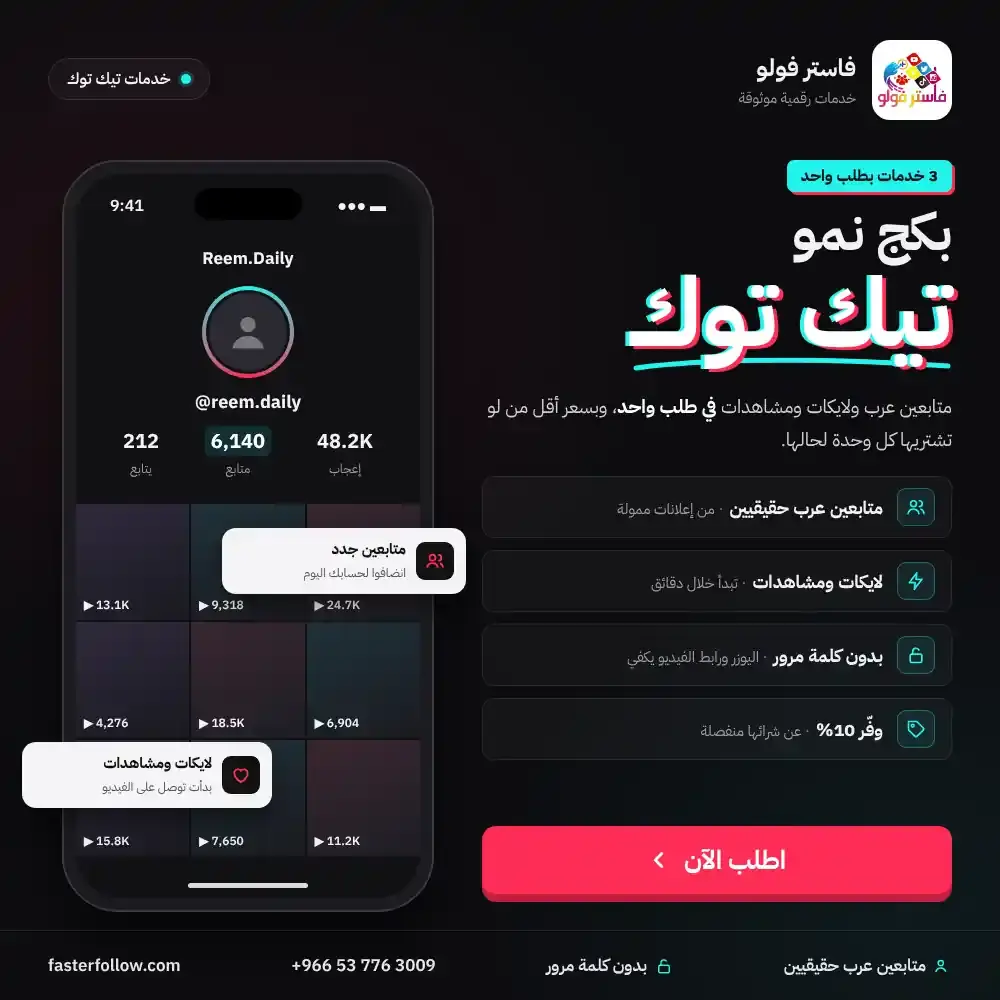 فاستر فولو
فاستر فولو
خدمات رقمية موثوقة
خدمات تيك توك
3 خدمات بطلب واحد
بكج نمو
تيك توك
متابعين عرب ولايكات ومشاهدات في طلب واحد، وبسعر أقل من لو
تشتريها كل وحدة لحالها.
متابعين عرب حقيقيين · من إعلانات ممولة
لايكات ومشاهدات · تبدأ خلال دقائق
بدون كلمة مرور · اليوزر ورابط الفيديو يكفي
وفّر 10% · عن شرائها منفصلة
اطلب الآن
9:41
Reem.Daily
@reem.daily
48.2K 6,140 212
إعجاب متابع يتابع
متابعين جدد
انضافوا لحسابك اليوم
13.1K 9,318 24.7K
4,276 18.5K 6,904
لايكات ومشاهدات
بدأت توصل على الفيديو
15.8K 7,650 11.2K
متابعين عرب حقيقيين
بدون كلمة مرور
+966 53 776 3009
fasterfollow.com